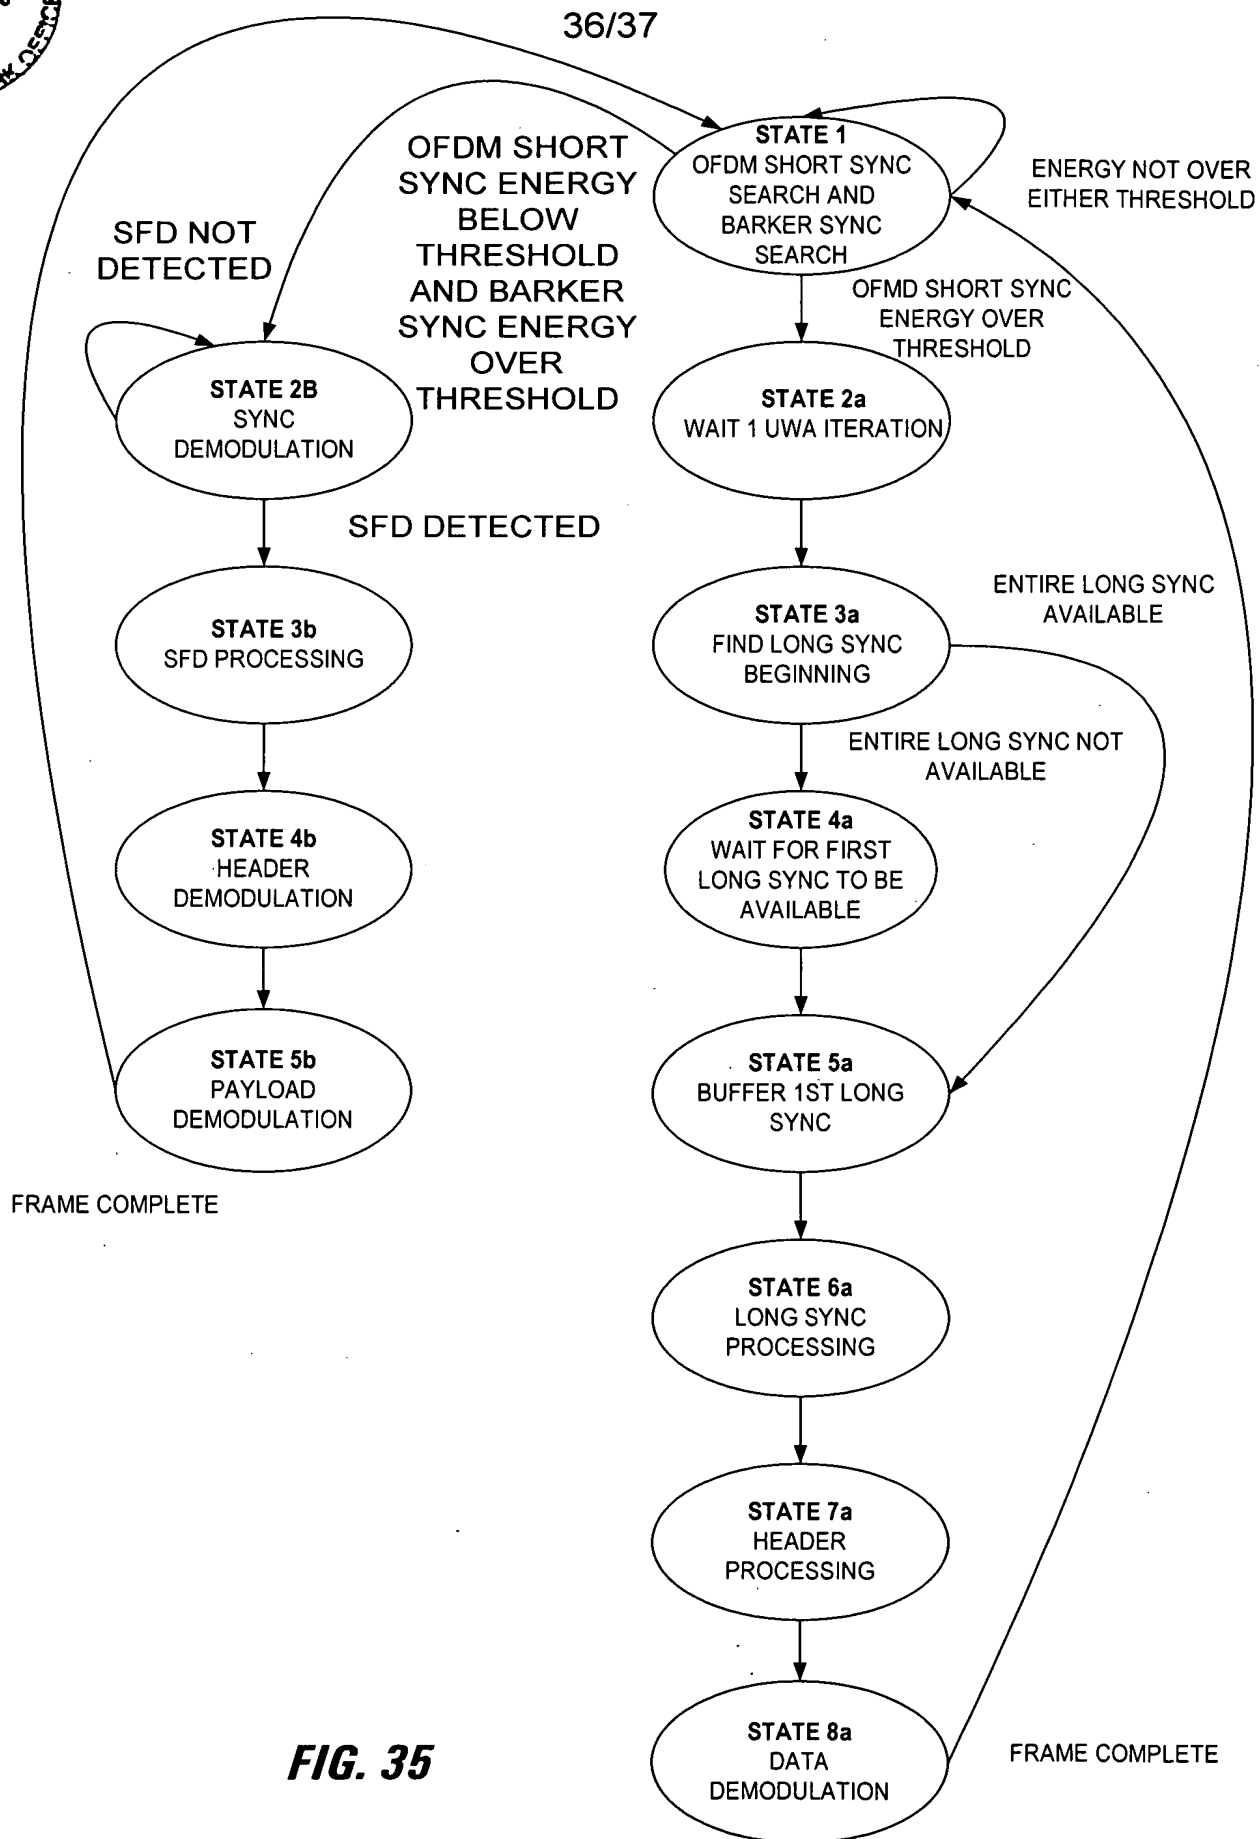 36/37
STATE 1
OFDM SHORT SYNC
SEARCH AND
BARKER SYNC
SEARCH
ENERGY NOT OVER
EITHER THRESHOLD
OFDM SHORT
SYNC ENERGY
BELOW
THRESHOLD
AND BARKER
SYNC ENERGY
OVER
THRESHOLD
SFD NOT
DETECTED
OFMD SHORT SYNC
ENERGY OVER
THRESHOLD
STATE 2B
SYNC
DEMODULATION
STATE 2a
WAIT 1 UWA ITERATION
SFD DETECTED
STATE 3b
SFD PROCESSING
STATE 3a
FIND LONG SYNC
BEGINNING
ENTIRE LONG SYNC
AVAILABLE
ENTIRE LONG SYNC NOT
AVAILABLE
STATE 4b
HEADER
DEMODULATION
STATE 4a
WAIT FOR FIRST
LONG SYNC TO BE
AVAILABLE
STATE 5b
PAYLOAD
DEMODULATION
STATE 5a
BUFFER 1ST LONG
SYNC
FRAME COMPLETE
STATE 6a
LONG SYNC
PROCESSING
STATE 7a
HEADER
PROCESSING
STATE 8a
DATA
DEMODULATION
FRAME COMPLETE
FIG. 35